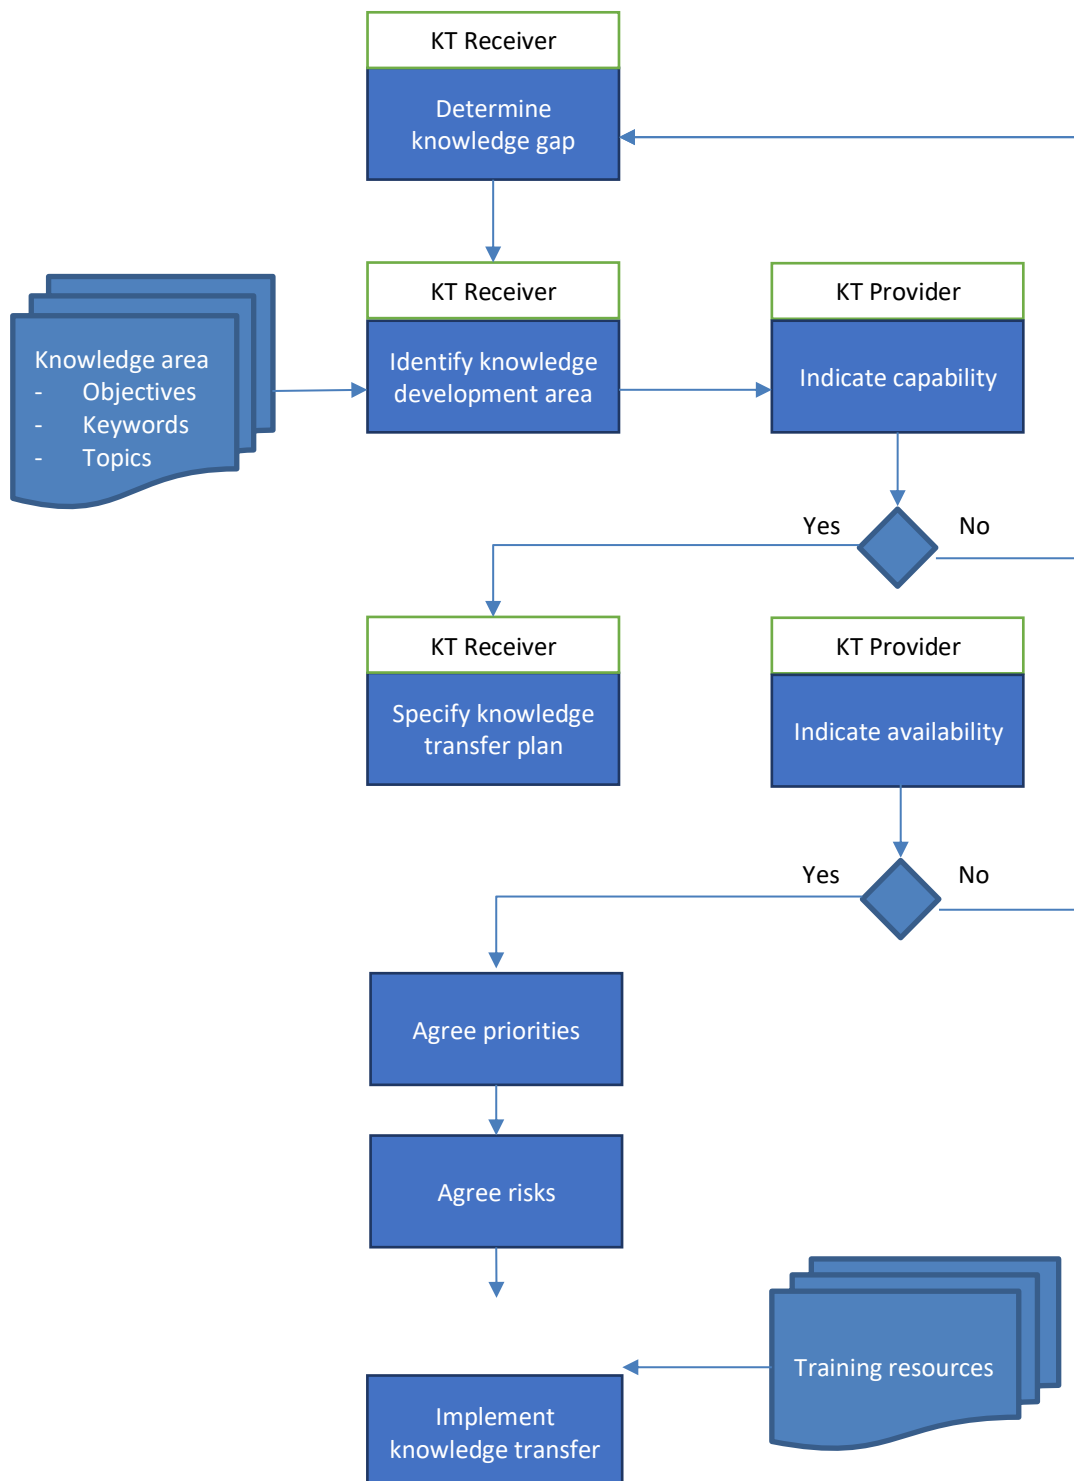 KT Receiver
Determine
knowledge gap
KT Receiver
KT Provider
Knowledge area
- Objectives
- Keywords
- Topics
Identify knowledge
development area
Indicate capability
Yes
No
KT Receiver
KT Provider
Specify knowledge
transfer plan
Indicate availability
Yes
No
Agree priorities
Agree risks
Training resources
Implement
knowledge transfer